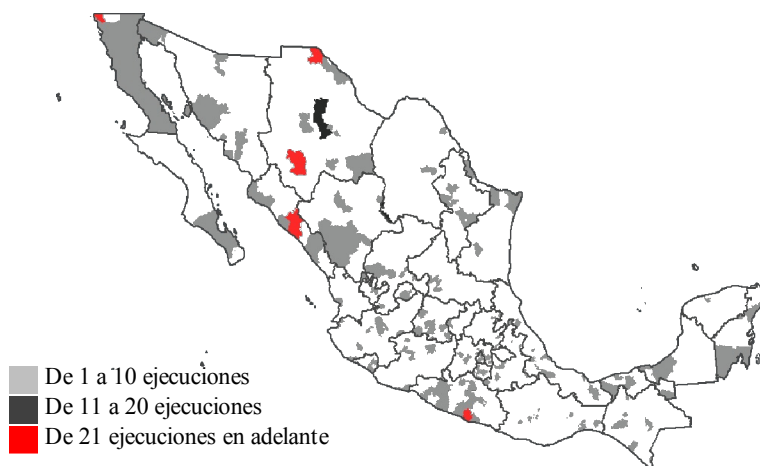 De 1 a 10 ejecuciones
De 11 a 20 ejecuciones
De 21 ejecuciones en adelante